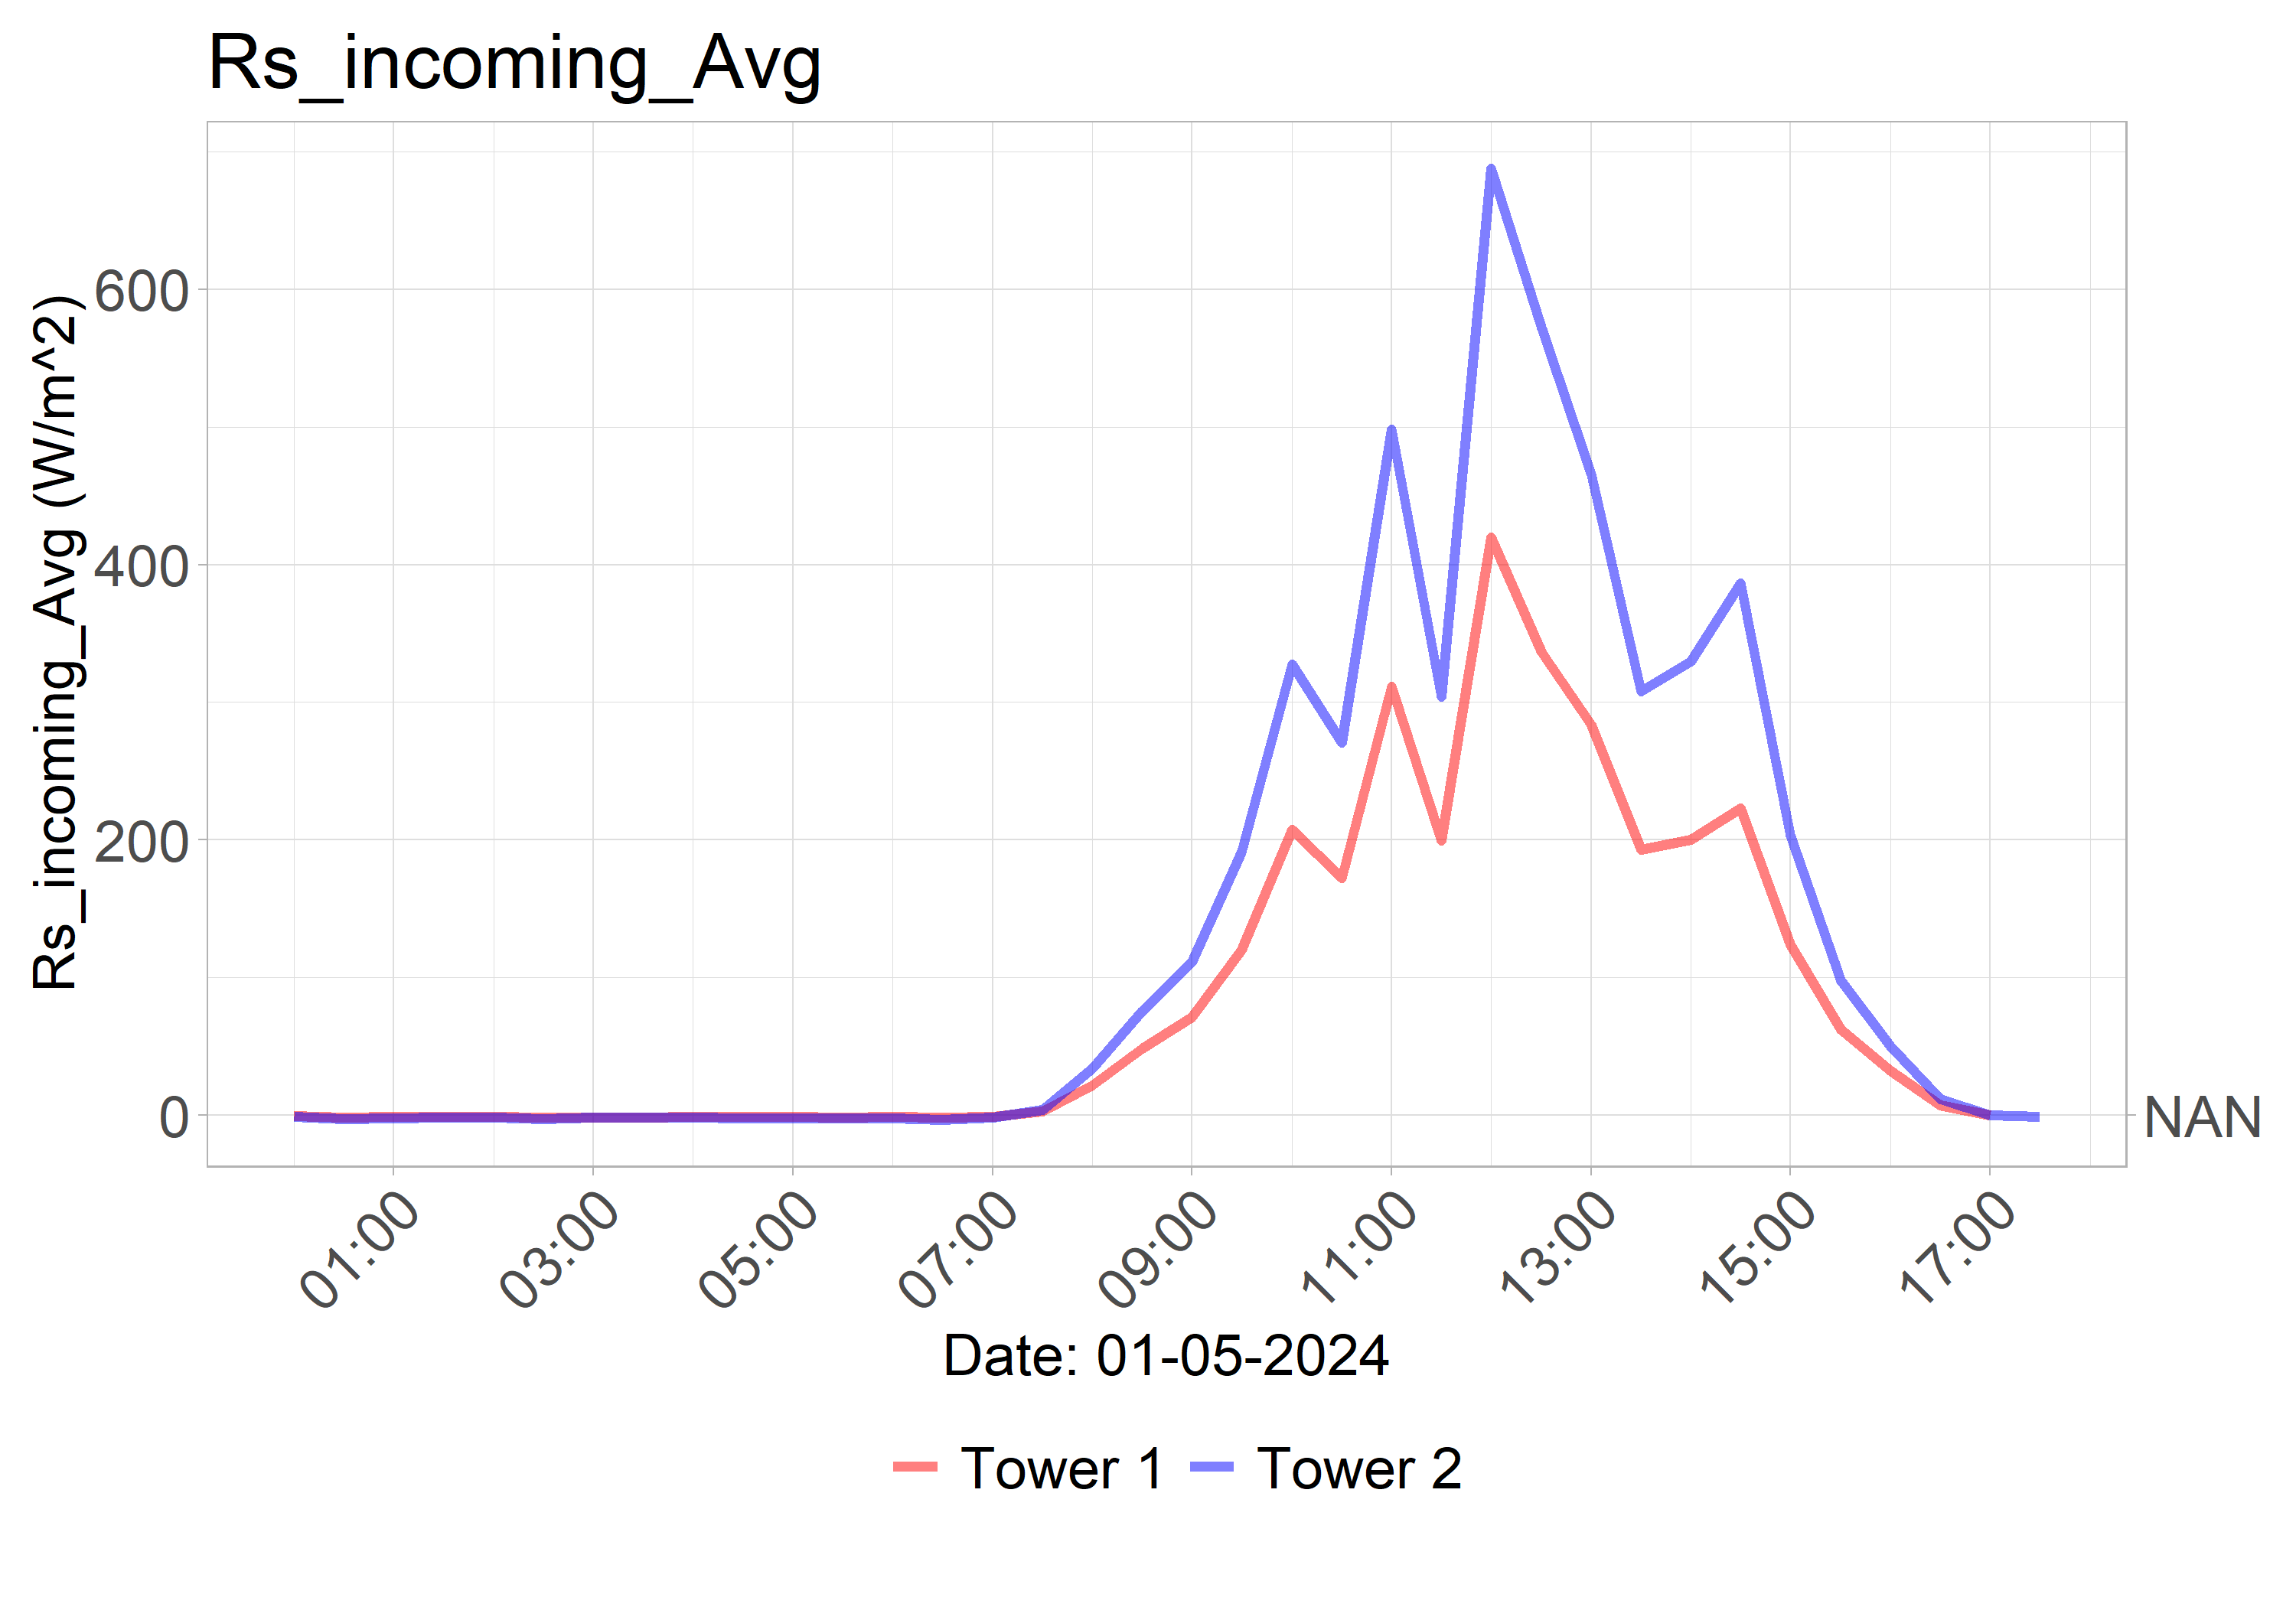 Rs_incoming_Avg
Rs_incoming_Avg (W/m^2)
600
400
200
0
NAN
01:00
03:00
05:00
07:00
09:00
11:00
13:00
15:00
17:00
Date: 01-05-2024
Tower 1 Tower 2